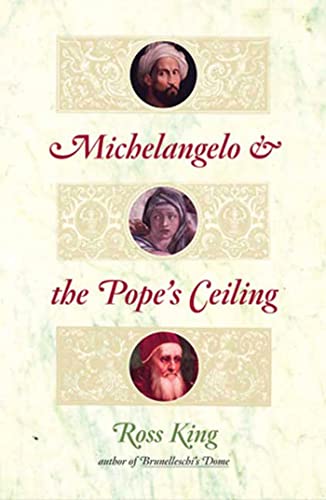 Michelangelo &
the Pope's Ceiling
Ross King
author of Brunelleschi's Dome